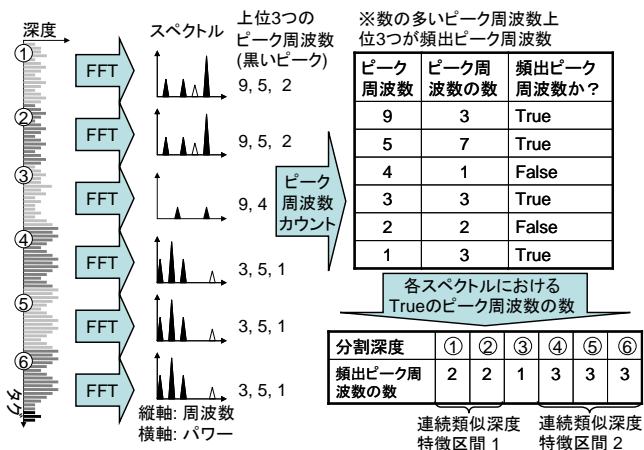 深度
①
②
③
④
⑤
⑥
タグ
FFT
FFT
FFT
FFT
FFT
FFT
スペクトル
縦軸: 周波数
横軸: パワー
上位3つの
ピーク周波数
(黒いピーク)
9, 5, 2
9, 5, 2
9, 4
3, 5, 1
3, 5, 1
3, 5, 1
ピーク
周波数
カウント
※数の多いピーク周波数上
位3つが頻出ピーク周波数
ピーク周波数 ピーク周波数の数 頻出ピーク周波数か？
9 3 True
5 7 True
4 1 False
3 3 True
2 2 False
1 3 True
各スペクトルにおける
Trueのピーク周波数の数
分割深度 ① ② ③ ④ ⑤ ⑥
頻出ピーク周波数の数 2 2 1 3 3 3
連続類似深度
特徴区間 1
連続類似深度
特徴区間 2